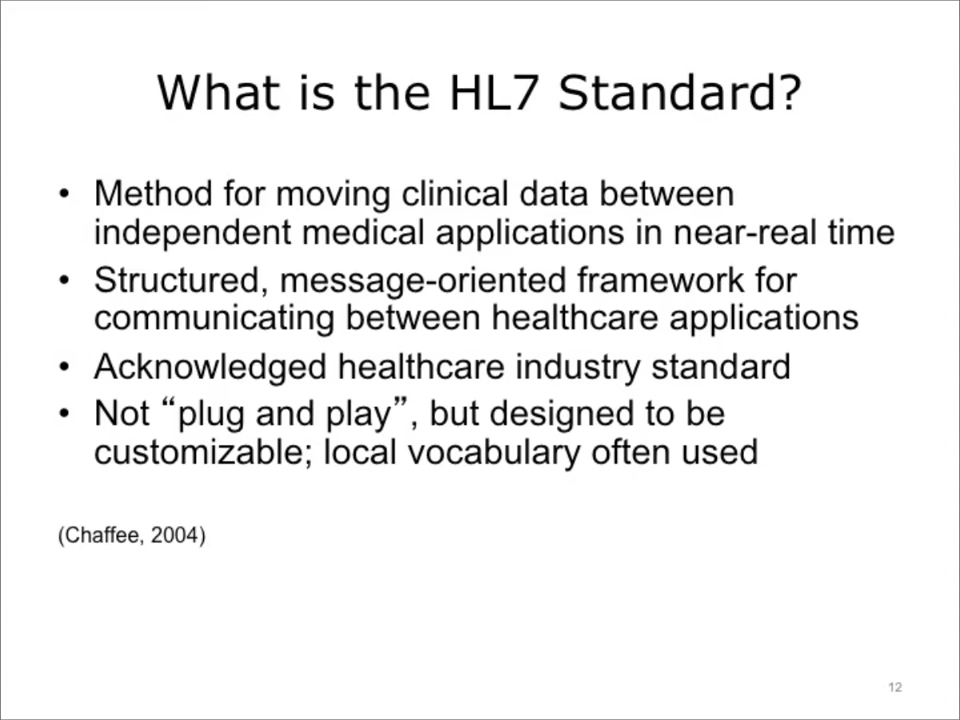 What is the HL7 Standard?
• Method for moving clinical data between
independent medical applications in near-real time
• Structured, message-oriented framework for
communicating between healthcare applications
• Acknowledged healthcare industry standard
• Not “plug and play”, but designed to be
customizable; local vocabulary often used
(Chaffee, 2004)
12